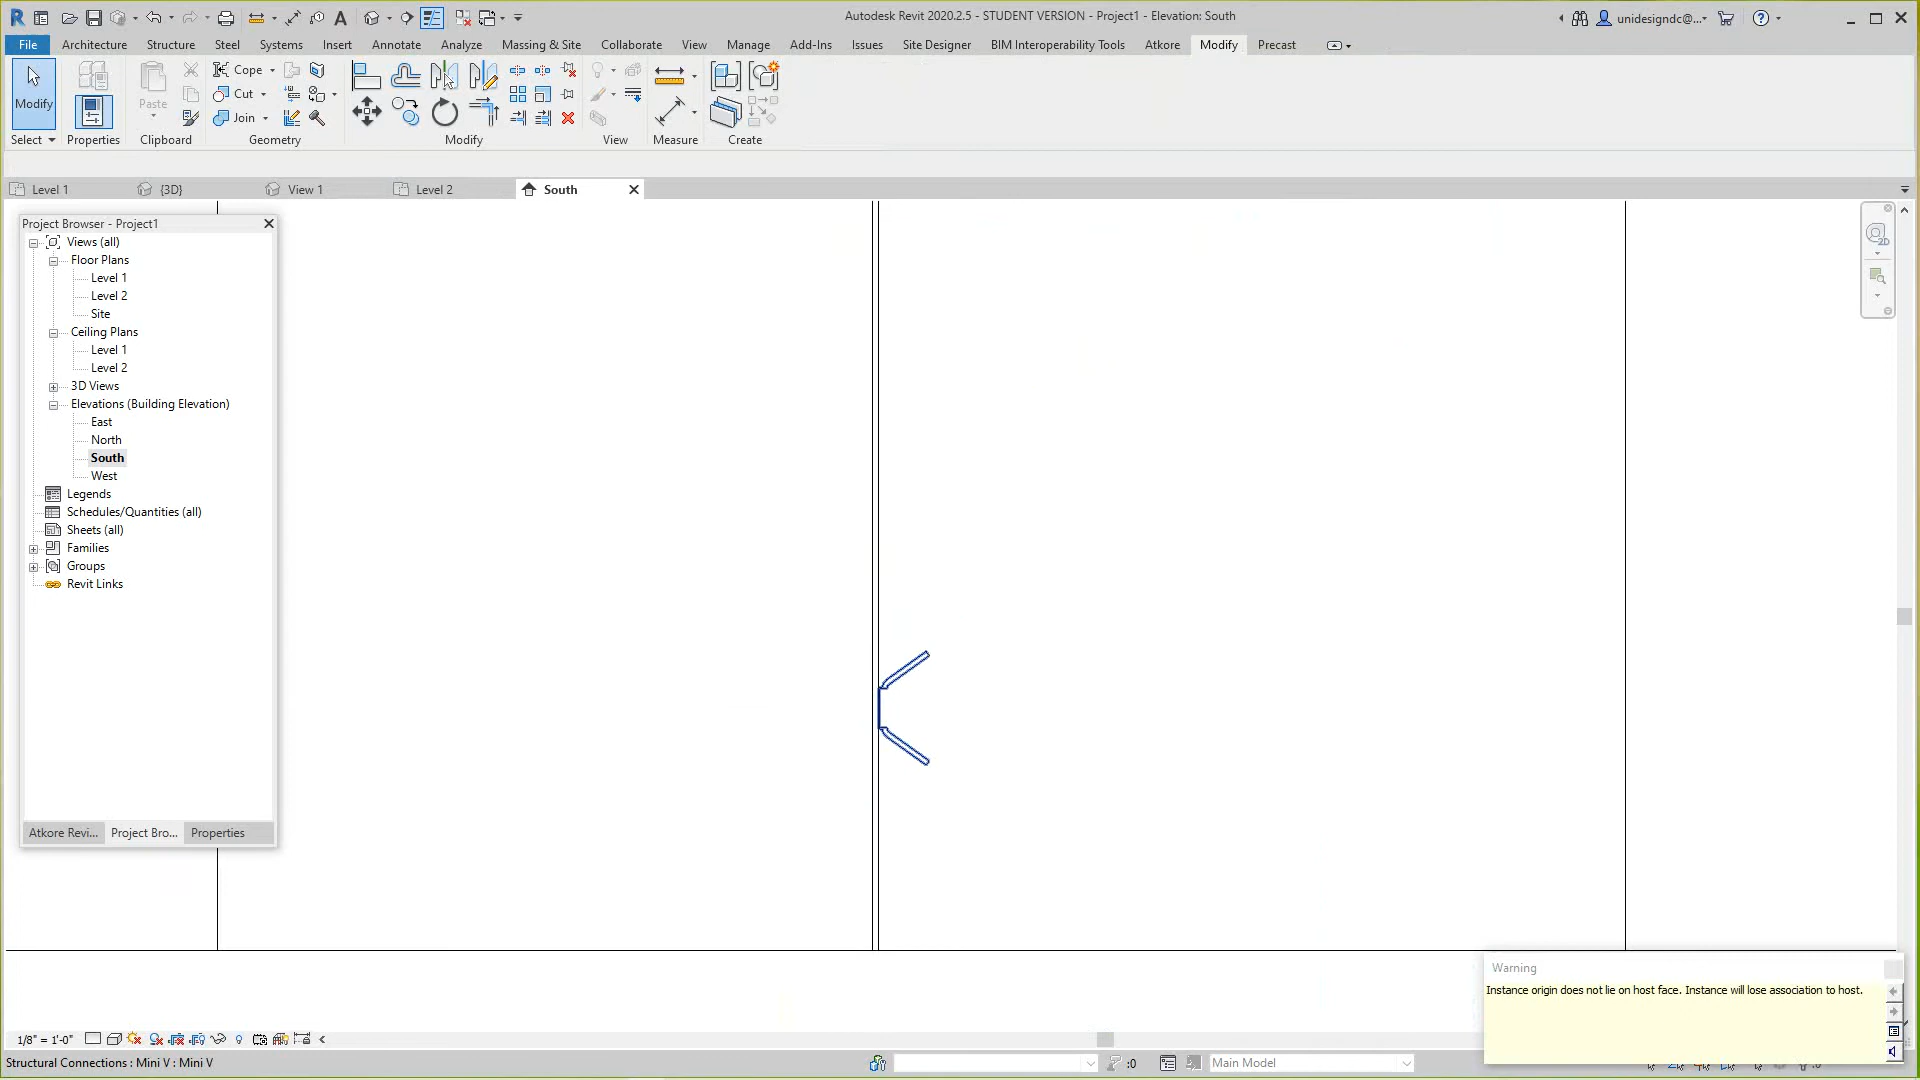 Autodesk Revit 2020.2.5 - STUDENT VERSION - Project1 - Elevation: South
unidesigndc@...
File Architecture Structure Steel Systems Insert Annotate Analyze Massing & Site Collaborate View Manage Add-Ins Issues Site Designer BIM Interoperability Tools Atkore Modify Precast
Cope
Cut
Join
Modify
Paste
Select Properties Clipboard Geometry Modify View Measure Create
Level 1 {3D} View 1 Level 2 South
Project Browser - Project1
Views (all)
Floor Plans
Level 1
Level 2
Site
Ceiling Plans
Level 1
Level 2
3D Views
Elevations (Building Elevation)
East
North
South
West
Legends
Schedules/Quantities (all)
Sheets (all)
Families
Groups
Revit Links
Atkore Revi... Project Bro... Properties
2D
Warning
Instance origin does not lie on host face. Instance will lose association to host.
1/8" = 1'-0"
Structural Connections : Mini V : Mini V
:0
Main Model